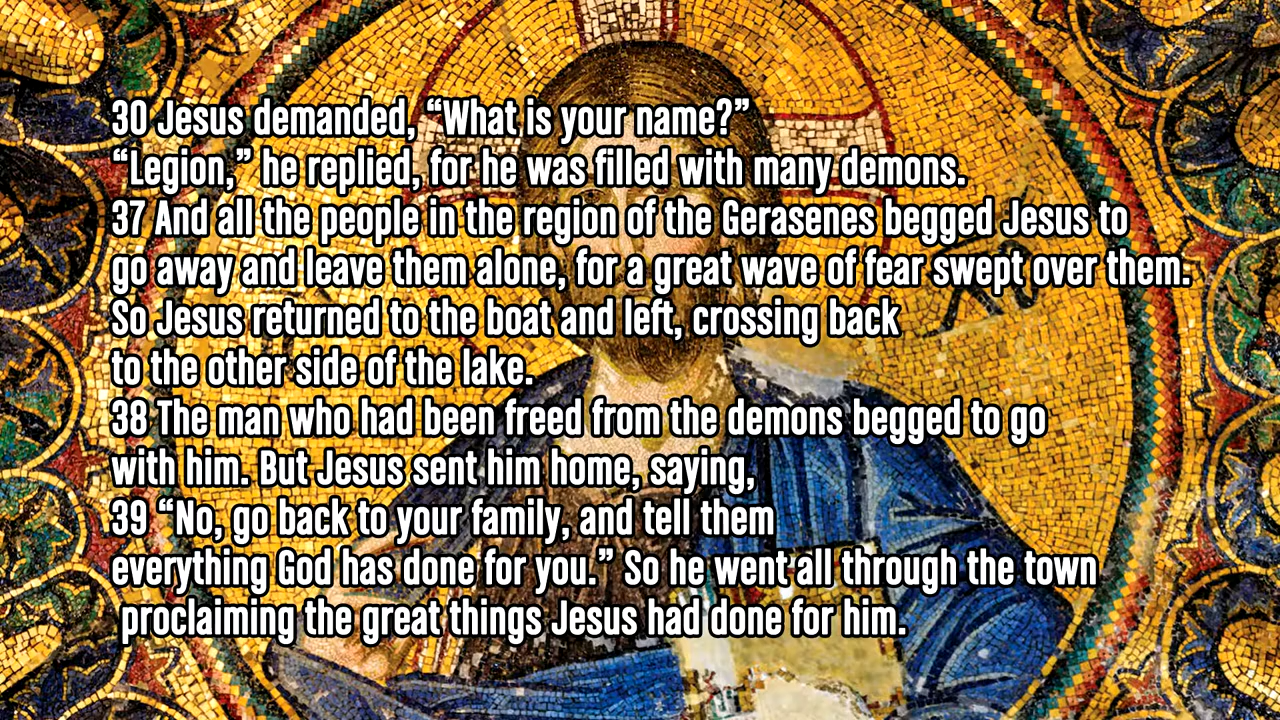 30 Jesus demanded, “What is your name?”
“Legion,” he replied, for he was filled with many demons.
37 And all the people in the region of the Gerasenes begged Jesus to
go away and leave them alone, for a great wave of fear swept over them.
So Jesus returned to the boat and left, crossing back
to the other side of the lake.
38 The man who had been freed from the demons begged to go
with him. But Jesus sent him home, saying,
39 “No, go back to your family, and tell them
everything God has done for you.” So he went all through the town
proclaiming the great things Jesus had done for him.